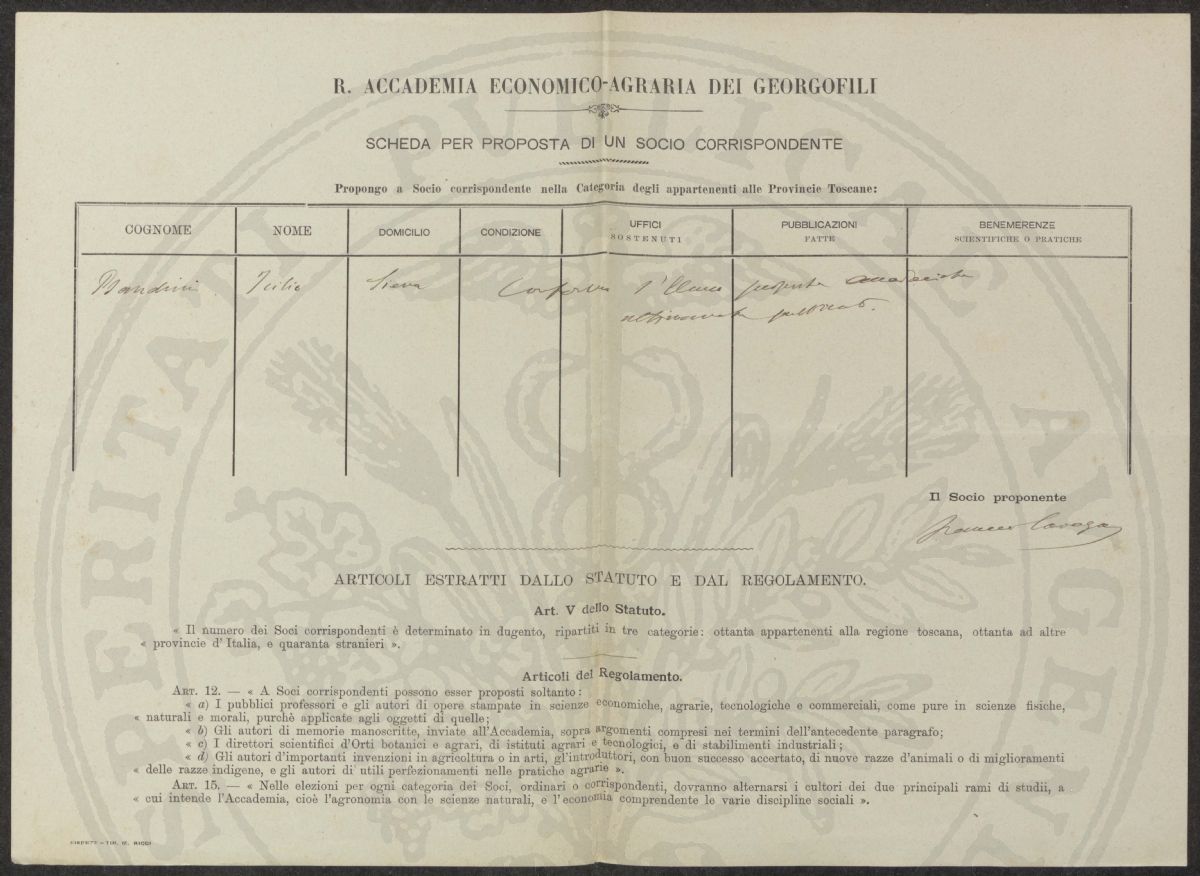 R. ACCADEMIA ECONOMICO-AGRARIA DEI GEORGOFILI
SCHEDA PER PROPOSTA DI UN SOCIO CORRISPONDENTE
Propongo a Socio corrispondente nella Categoria degli appartenenti alle Provincie Toscane:
COGNOME NOME DOMICILIO CONDIZIONE UFFICI SOSTENUTI PUBBLICAZIONI FATTE BENEMERENZE SCIENTIFICHE O PRATICHE
Bandini Icilio Siena proposta
Il Socio proponente
ARTICOLI ESTRATTI DALLO STATUTO E DAL REGOLAMENTO.
Art. V dello Statuto.
« Il numero dei Soci corrispondenti è determinato in dugento, ripartiti in tre categorie: ottanta appartenenti alla regione toscana, ottanta ad altre
« provincie d'Italia, e quaranta stranieri ».
Articoli del Regolamento.
ART. 12. — « A Soci corrispondenti possono esser proposti soltanto:
« a) I pubblici professori e gli autori di opere stampate in scienze economiche, agrarie, tecnologiche e commerciali, come pure in scienze fisiche,
« naturali e morali, purchè applicate agli oggetti di quelle;
« b) Gli autori di memorie manoscritte, inviate all'Accademia, sopra argomenti compresi nei termini dell'antecedente paragrafo;
« c) I direttori scientifici d'Orti botanici e agrari, di istituti agrari e tecnologici, e di stabilimenti industriali;
« d) Gli autori d'importanti invenzioni in agricoltura o in arti, gl'introduttori, con buon successo accertato, di nuove razze d'animali o di miglioramenti
« delle razze indigene, e gli autori di utili perfezionamenti nelle pratiche agrarie ».
ART. 15. — « Nelle elezioni per ogni categoria dei Soci, ordinari o corrispondenti, dovranno alternarsi i cultori dei due principali rami di studii, a
« cui intende l'Accademia, cioè l'agronomia con le scienze naturali, e l'economia comprendente le varie discipline sociali ».
FIRENZE – TIP. M. RICCI